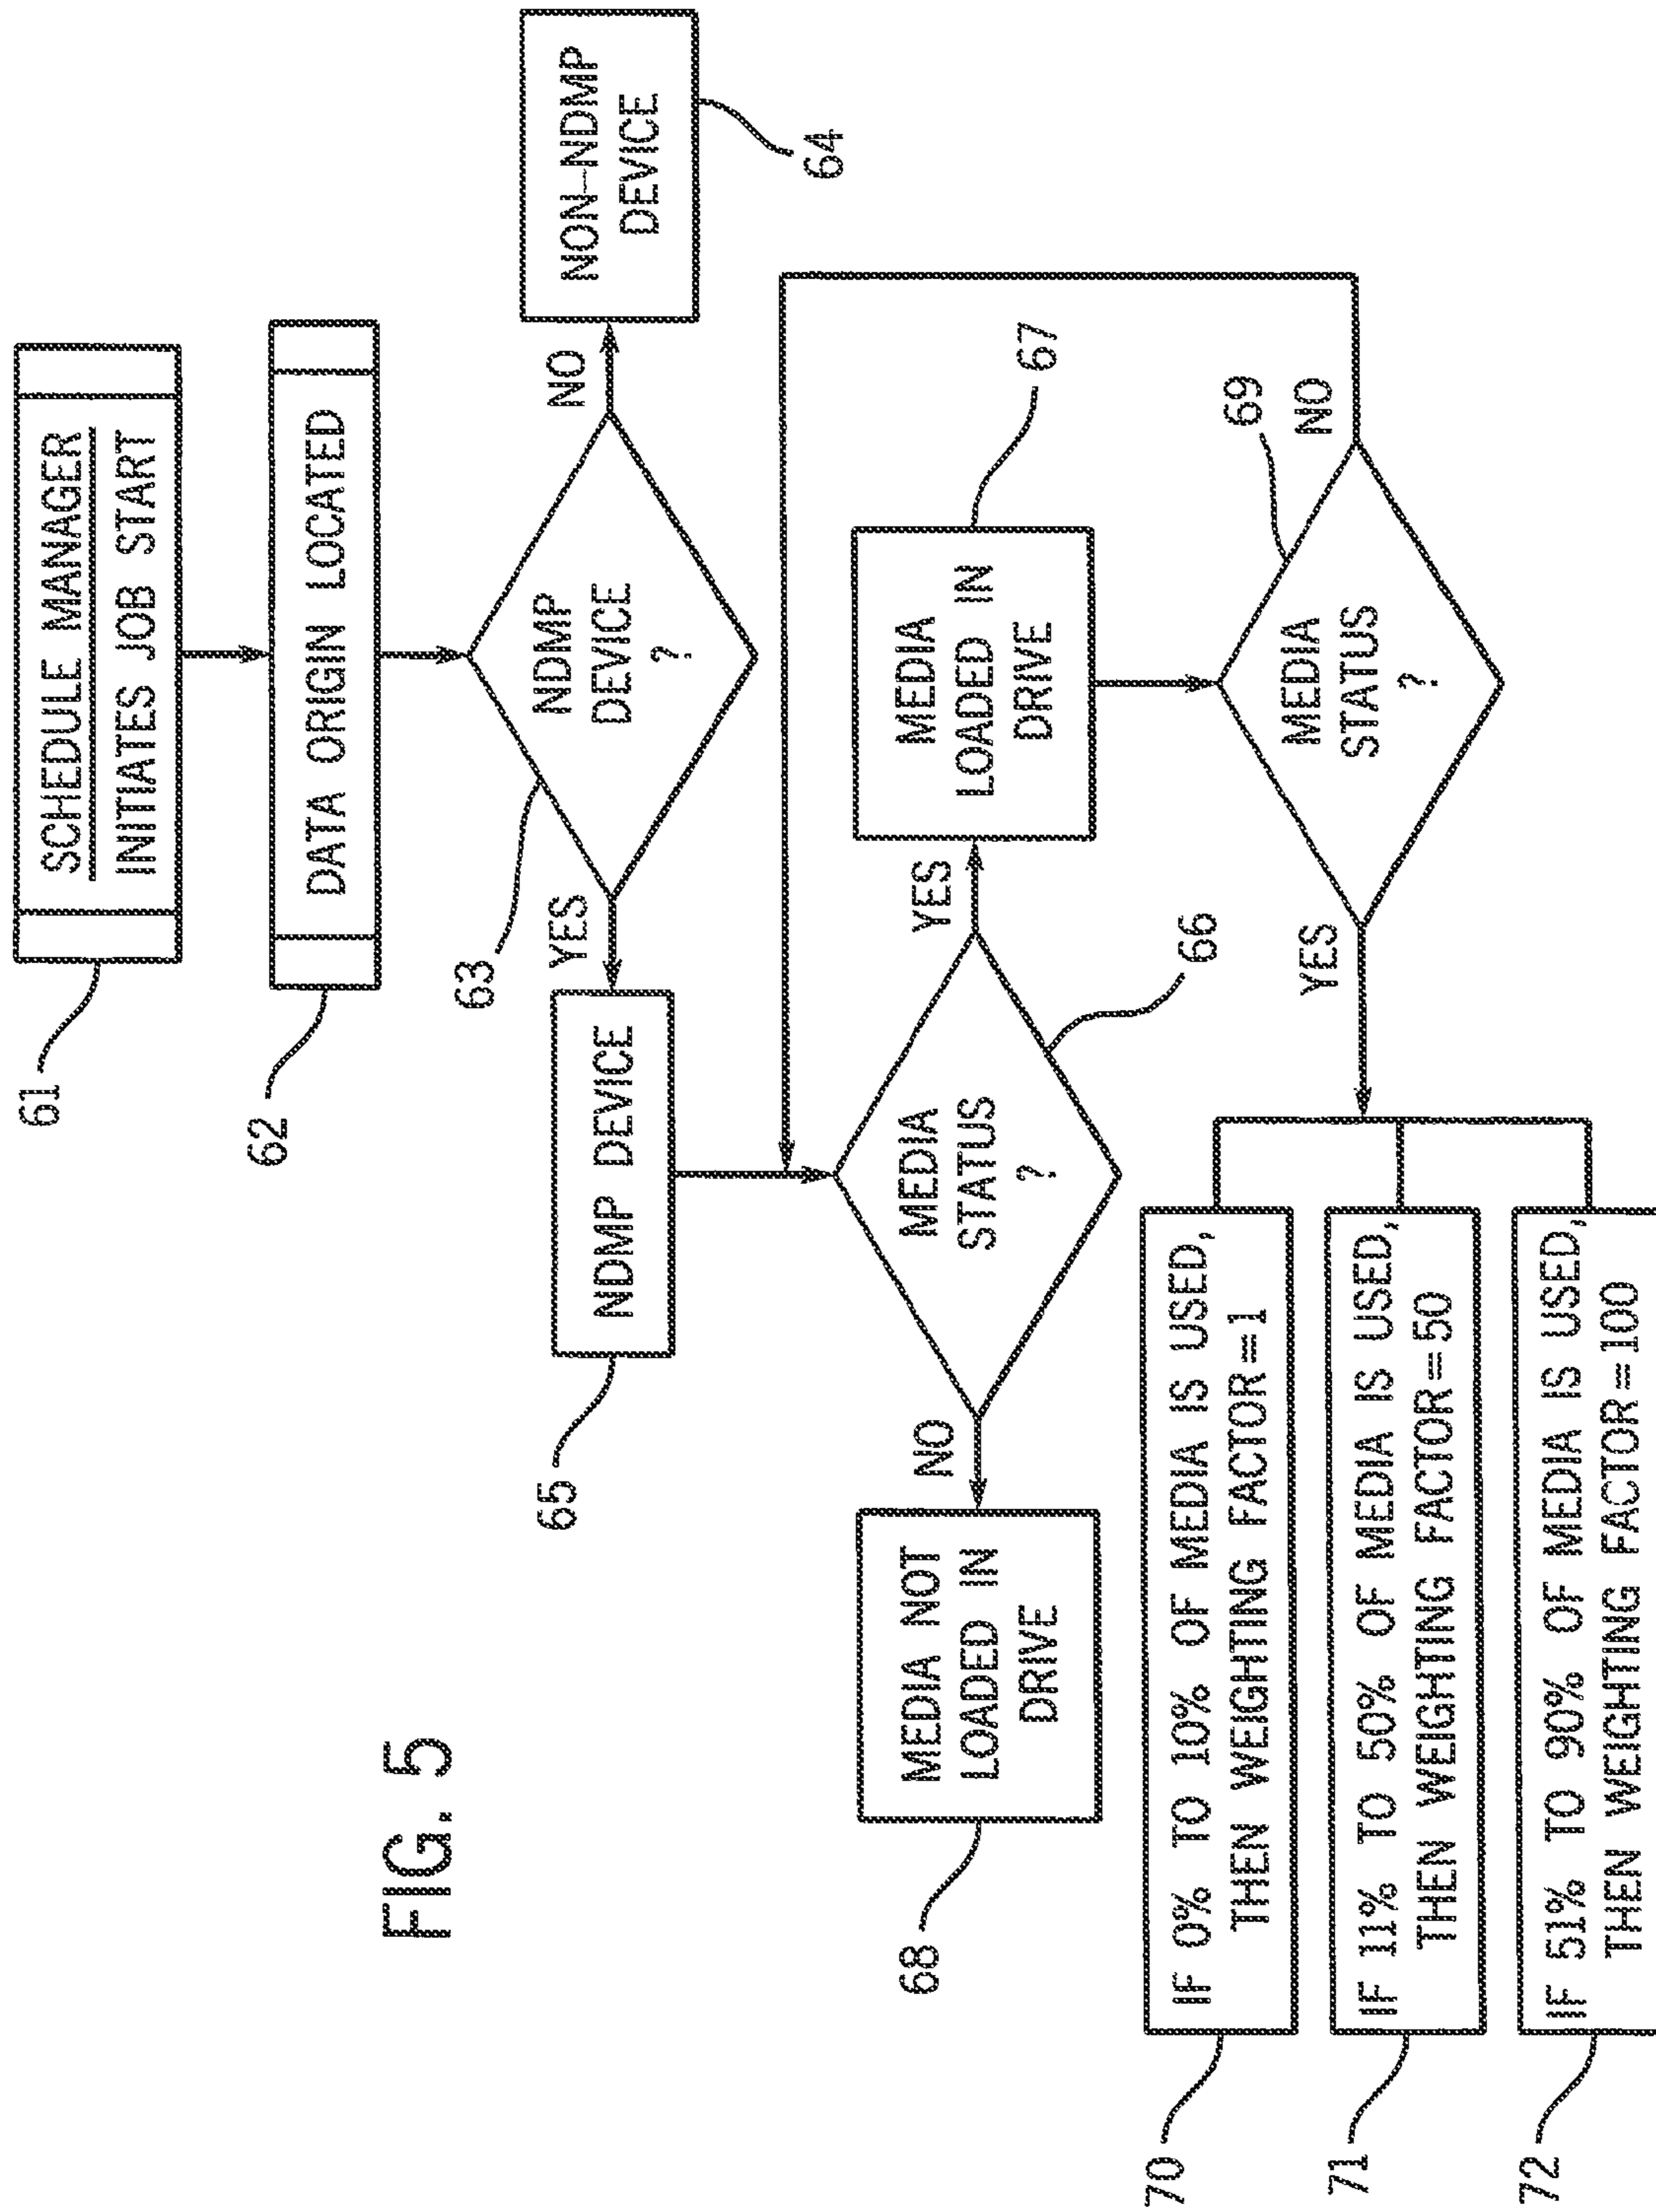 FIG. 5
61
SCHEDULE MANAGER
INITIATES JOB START
62
DATA ORIGIN LOCATED
63
NDMP
DEVICE
?
NO
NON-NDMP
DEVICE
64
YES
65
NDMP DEVICE
66
MEDIA
STATUS
?
YES
MEDIA
LOADED IN
DRIVE
67
NO
MEDIA NOT
LOADED IN
DRIVE
68
69
MEDIA
STATUS
?
NO
YES
70
IF 0% TO 10% OF MEDIA IS USED,
THEN WEIGHTING FACTOR=1
71
IF 11% TO 50% OF MEDIA IS USED,
THEN WEIGHTING FACTOR=50
72
IF 51% TO 90% OF MEDIA IS USED,
THEN WEIGHTING FACTOR=100